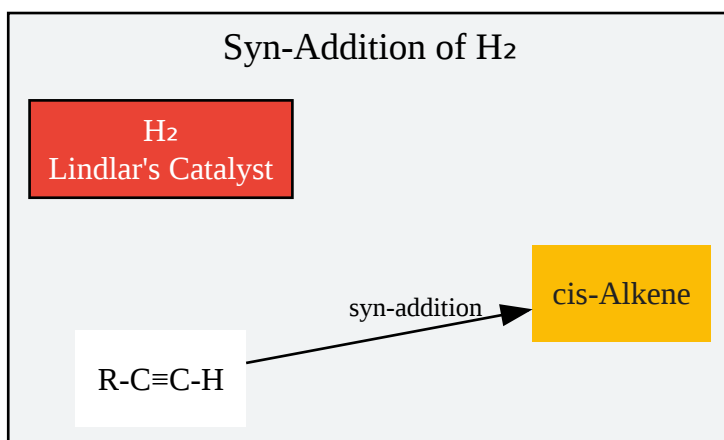 Syn-Addition of H₂
H₂
Lindlar's Catalyst
cis-Alkene
syn-addition
R-C≡C-H